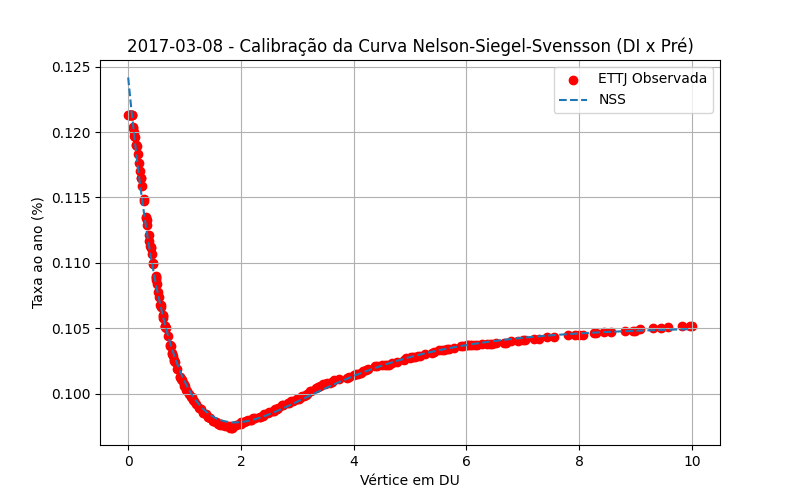 2017-03-08 - Calibração da Curva Nelson-Siegel-Svensson (DI x Pré)
ETTJ Observada
NSS
Taxa ao ano (%)
0.125
0.120
0.115
0.110
0.105
0.100
0 2 4 6 8 10
Vértice em DU